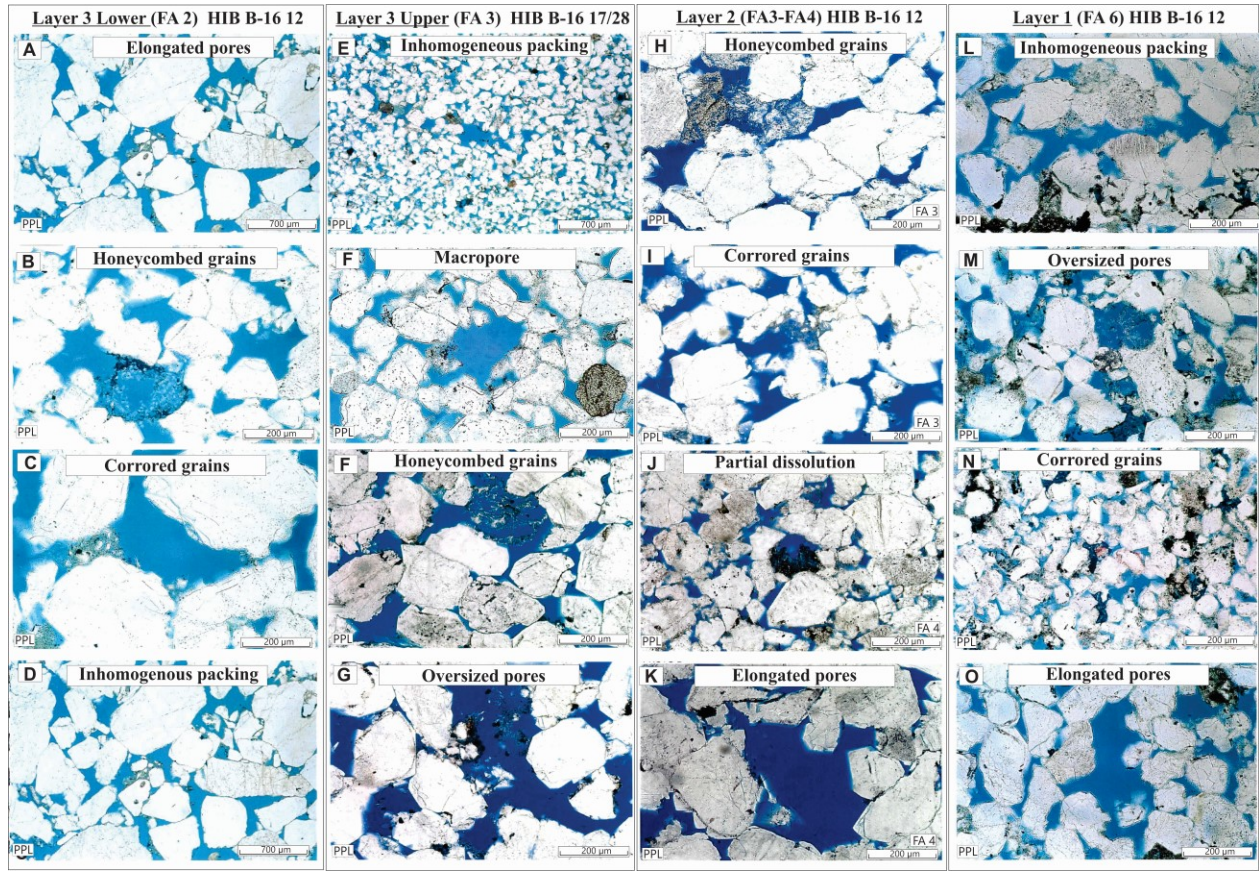 Layer 3 Lower (FA 2) HIB B-16 12
A
Elongated pores
PPL
700 µm
B
Honeycombed grains
PPL
200 µm
C
Corrored grains
PPL
200 µm
D
Inhomogenous packing
PPL
700 µm
Layer 3 Upper (FA 3) HIB B-16 17/28
E
Inhomogeneous packing
PPL
700 µm
F
Macropore
PPL
200 µm
F
Honeycombed grains
PPL
200 µm
G
Oversized pores
PPL
200 µm
Layer 2 (FA3-FA4) HIB B-16 12
H
Honeycombed grains
FA 3
PPL
200 µm
I
Corrored grains
FA 3
PPL
200 µm
J
Partial dissolution
FA 4
PPL
200 µm
K
Elongated pores
FA 4
PPL
200 µm
Layer 1 (FA 6) HIB B-16 12
L
Inhomogeneous packing
PPL
200 µm
M
Oversized pores
PPL
200 µm
N
Corrored grains
PPL
200 µm
O
Elongated pores
PPL
200 µm